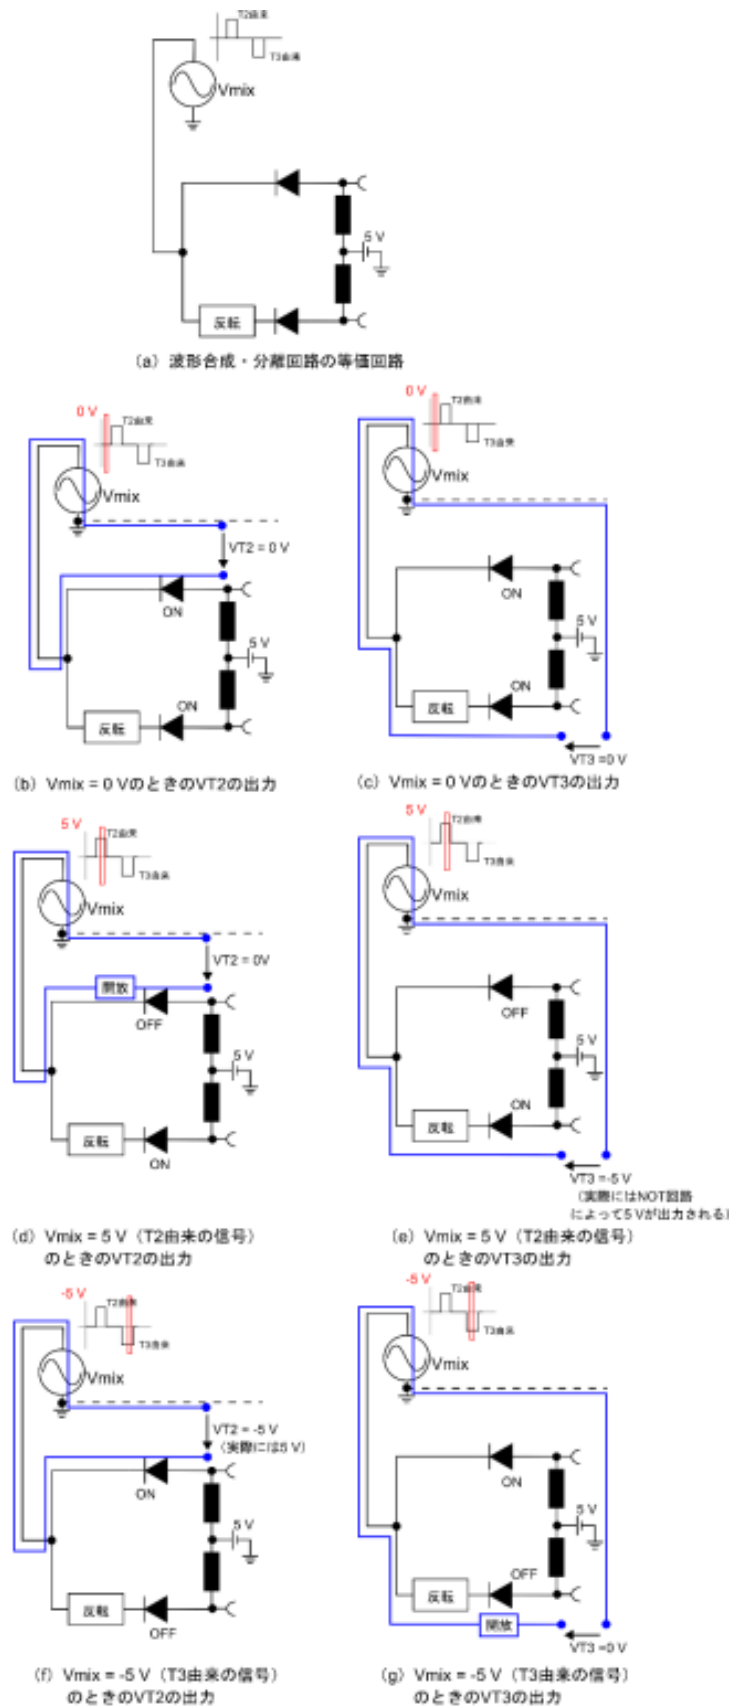 T2由来
T3由来
Vmix
5 V
反転
(a) 波形合成・分離回路の等価回路
0 V
T2由来
T3由来
Vmix
VT2 = 0 V
ON
5 V
ON
反転
(b) Vmix = 0 VのときのVT2の出力
0 V
T2由来
T3由来
Vmix
ON
5 V
ON
反転
VT3 =0 V
(c) Vmix = 0 VのときのVT3の出力
5 V
T2由来
T3由来
Vmix
VT2 = 0V
開放
OFF
5 V
反転
ON
(d) Vmix = 5 V（T2由来の信号）
のときのVT2の出力
5 V
T2由来
T3由来
Vmix
OFF
5 V
ON
反転
VT3 =-5 V
（実際にはNOT回路
によって5 Vが出力される）
(e) Vmix = 5 V（T2由来の信号）
のときのVT3の出力
-5 V
T2由来
T3由来
Vmix
VT2 = -5 V
（実際には5 V）
ON
5 V
反転
OFF
(f) Vmix = -5 V（T3由来の信号）
のときのVT2の出力
-5 V
T2由来
T3由来
Vmix
ON
5 V
OFF
反転
開放
VT3 =0 V
(g) Vmix = -5 V（T3由来の信号）
のときのVT3の出力